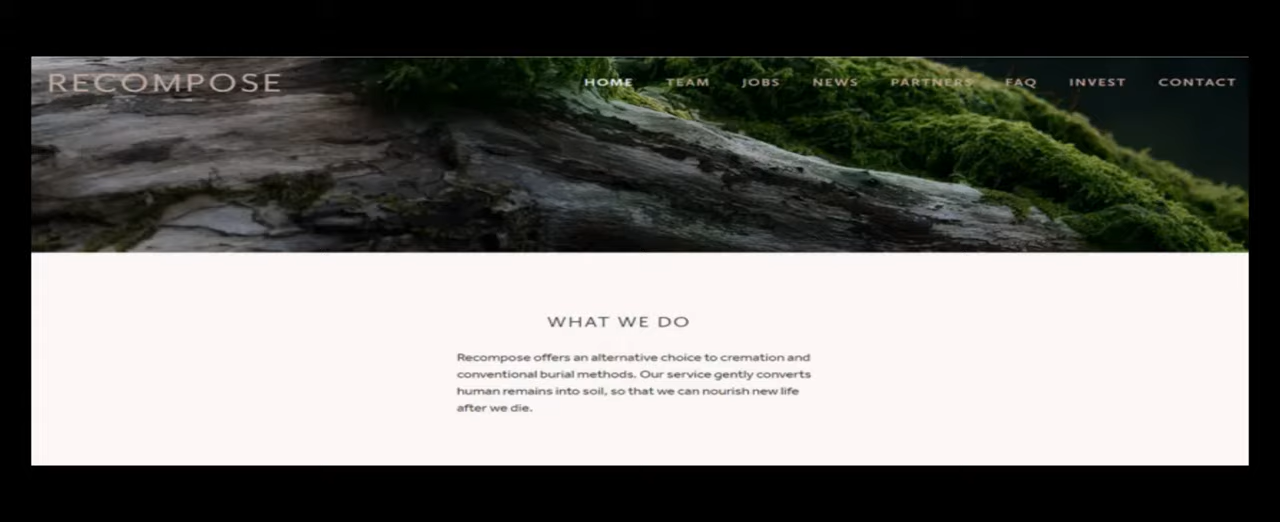 RECOMPOSE
HOME TEAM JOBS NEWS PARTNERS FAQ INVEST CONTACT
WHAT WE DO
Recompose offers an alternative choice to cremation and
conventional burial methods. Our service gently converts
human remains into soil, so that we can nourish new life
after we die.